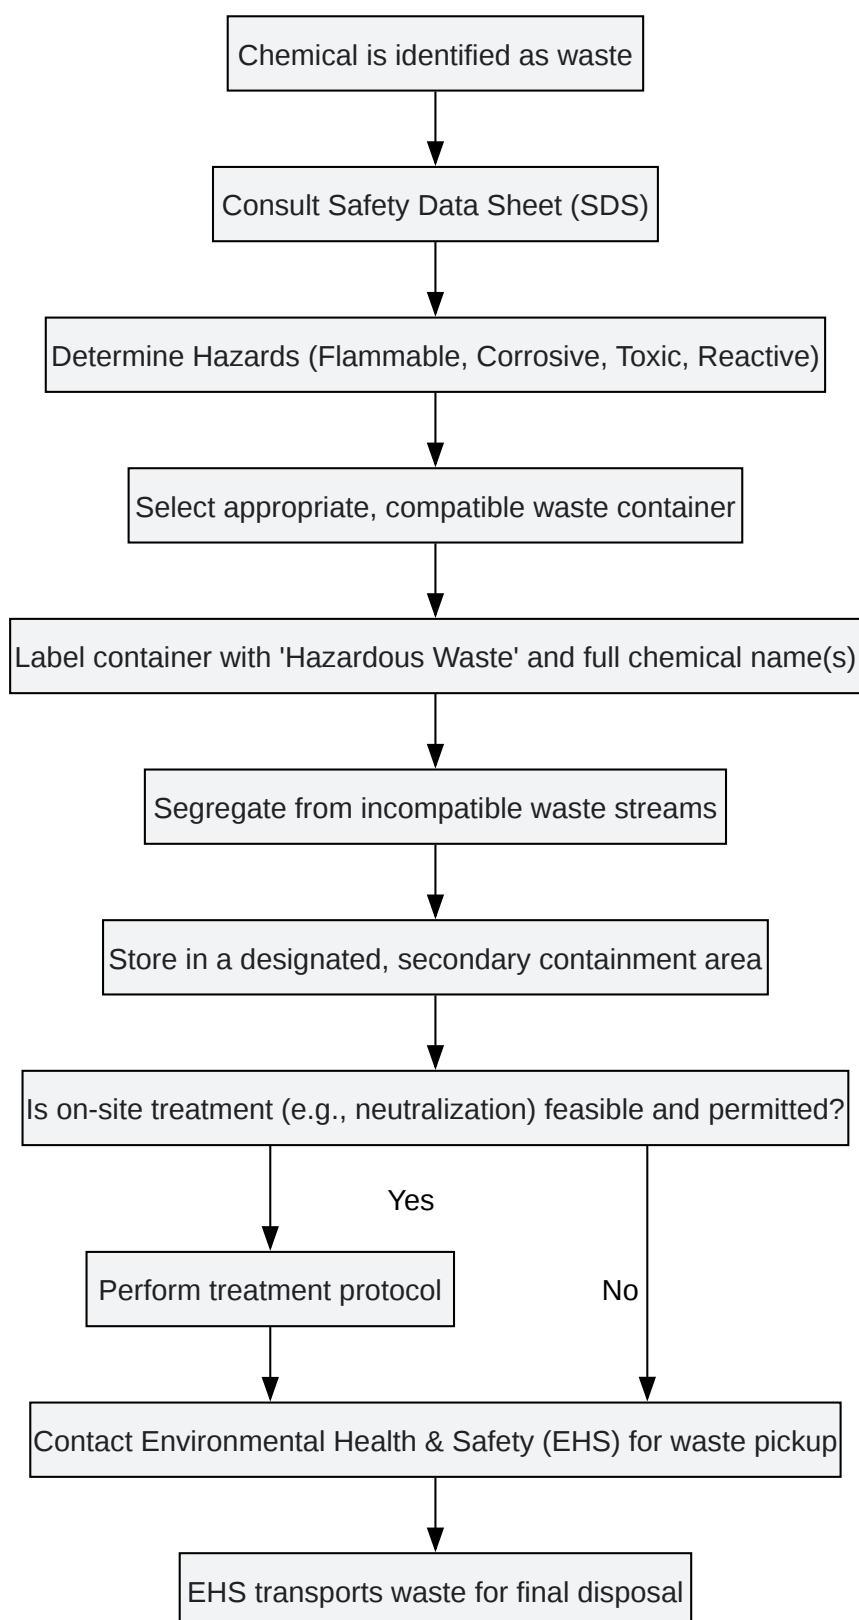 Chemical is identified as waste
Consult Safety Data Sheet (SDS)
Determine Hazards (Flammable, Corrosive, Toxic, Reactive)
Select appropriate, compatible waste container
Label container with 'Hazardous Waste' and full chemical name(s)
Segregate from incompatible waste streams
Store in a designated, secondary containment area
Is on-site treatment (e.g., neutralization) feasible and permitted?
Yes
Perform treatment protocol
No
Contact Environmental Health & Safety (EHS) for waste pickup
EHS transports waste for final disposal